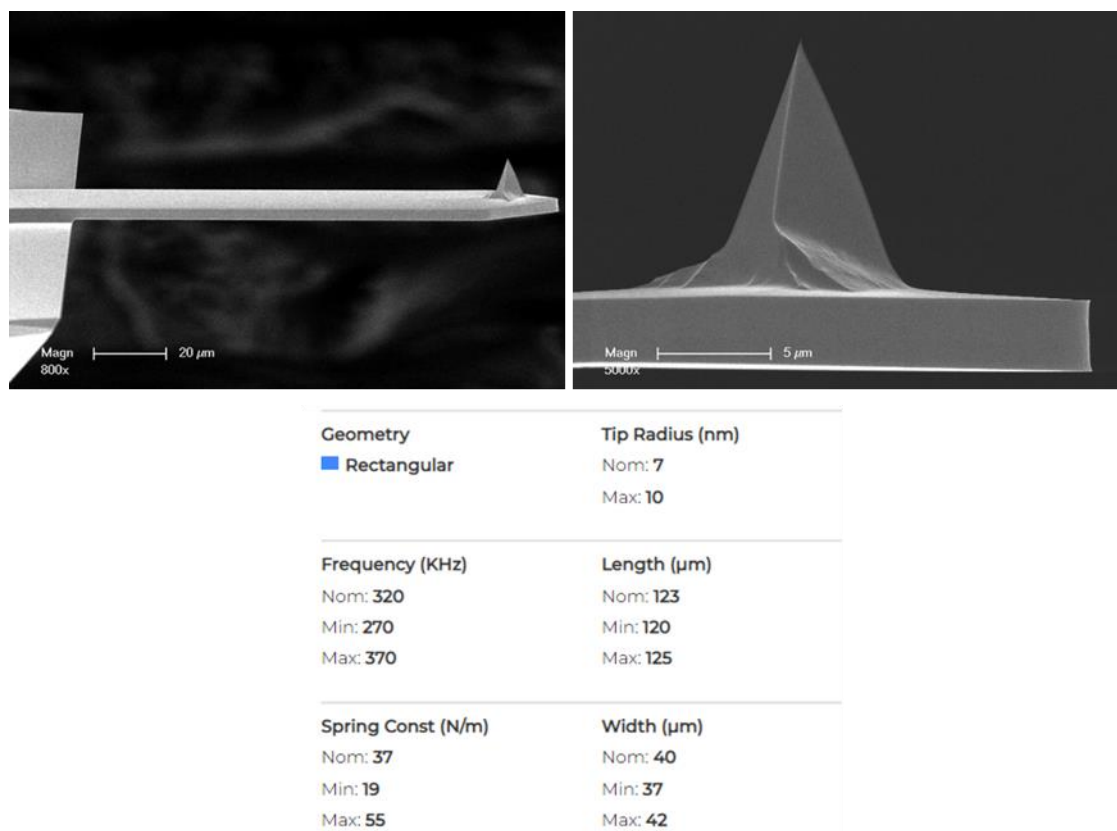 Magn 20 µm
800x
Magn 5 µm
5000x
Geometry
Rectangular
Tip Radius (nm)
Nom: 7
Max: 10
Frequency (KHz)
Nom: 320
Min: 270
Max: 370
Length (µm)
Nom: 123
Min: 120
Max: 125
Spring Const (N/m)
Nom: 37
Min: 19
Max: 55
Width (µm)
Nom: 40
Min: 37
Max: 42